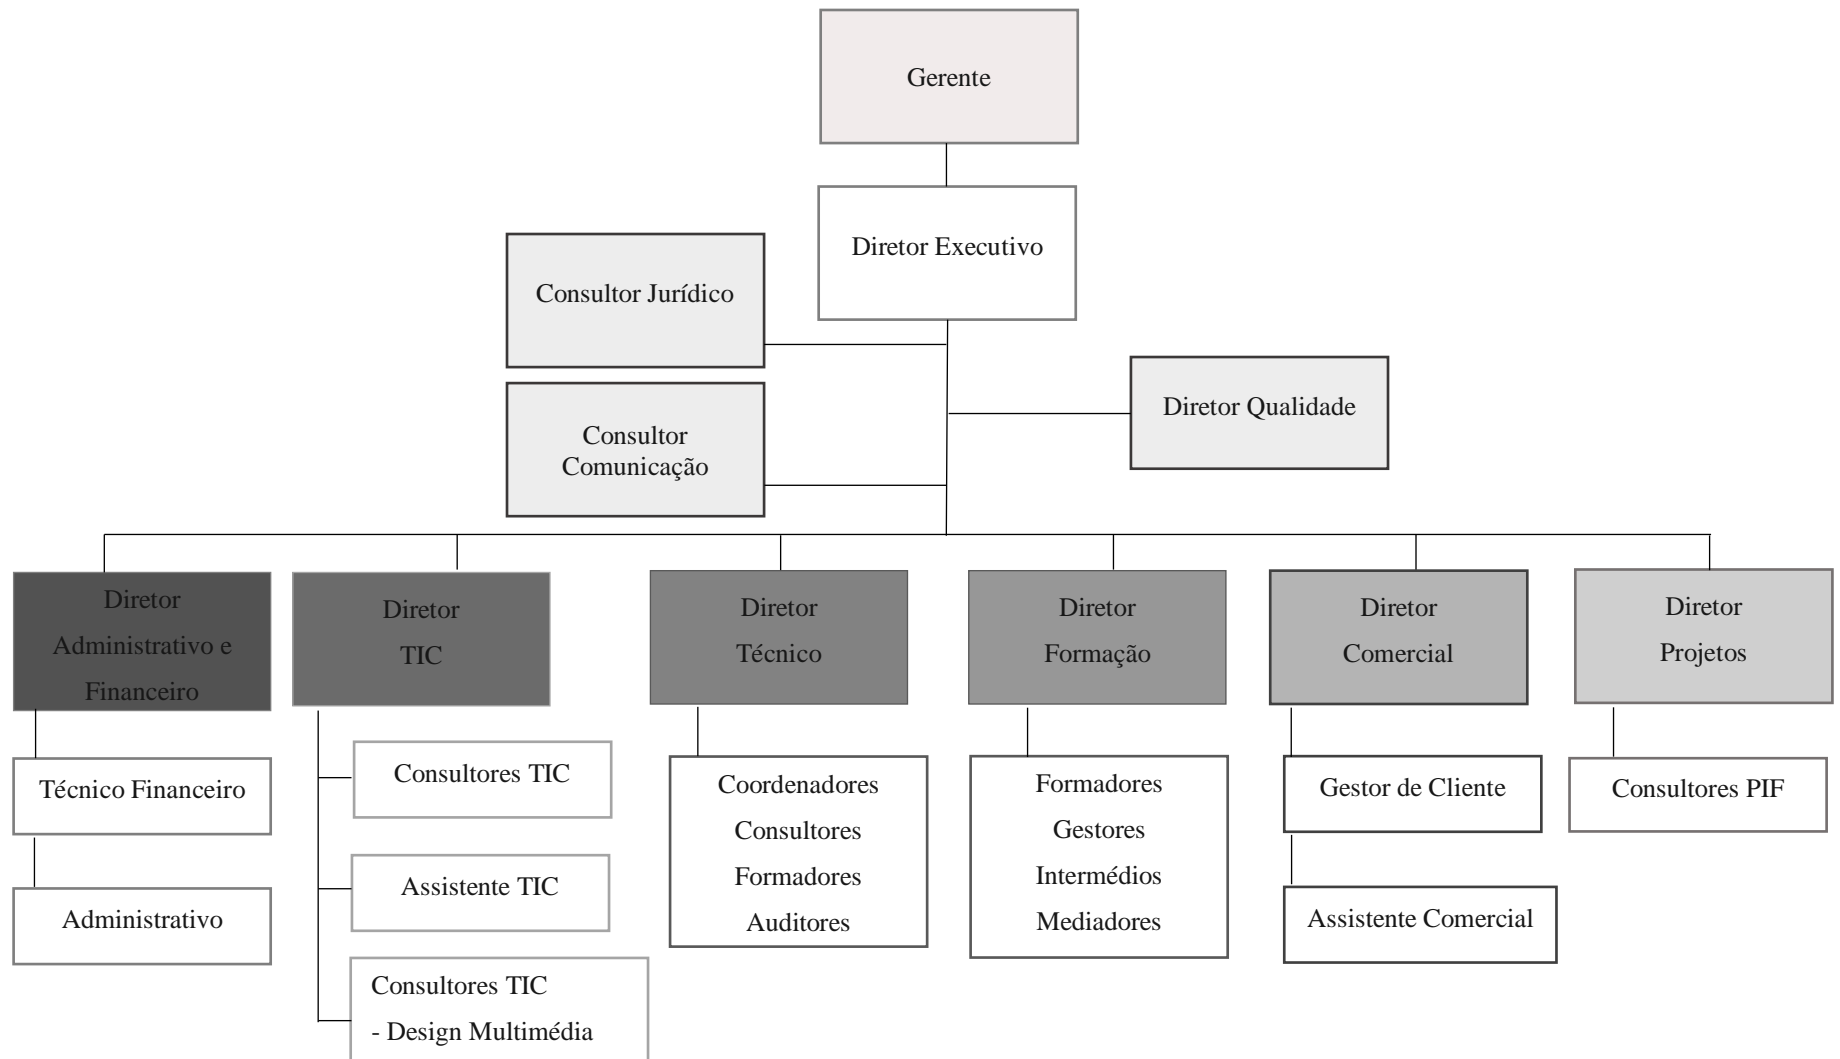 Gerente
Diretor Executivo
Consultor Jurídico
Diretor Qualidade
Consultor
Comunicação
Diretor
Administrativo e
Financeiro
Diretor
TIC
Diretor
Técnico
Diretor
Formação
Diretor
Comercial
Diretor
Projetos
Técnico Financeiro
Administrativo
Consultores TIC
Assistente TIC
Consultores TIC
- Design Multimédia
Coordenadores
Consultores
Formadores
Auditores
Formadores
Gestores
Intermédios
Mediadores
Gestor de Cliente
Assistente Comercial
Consultores PIF